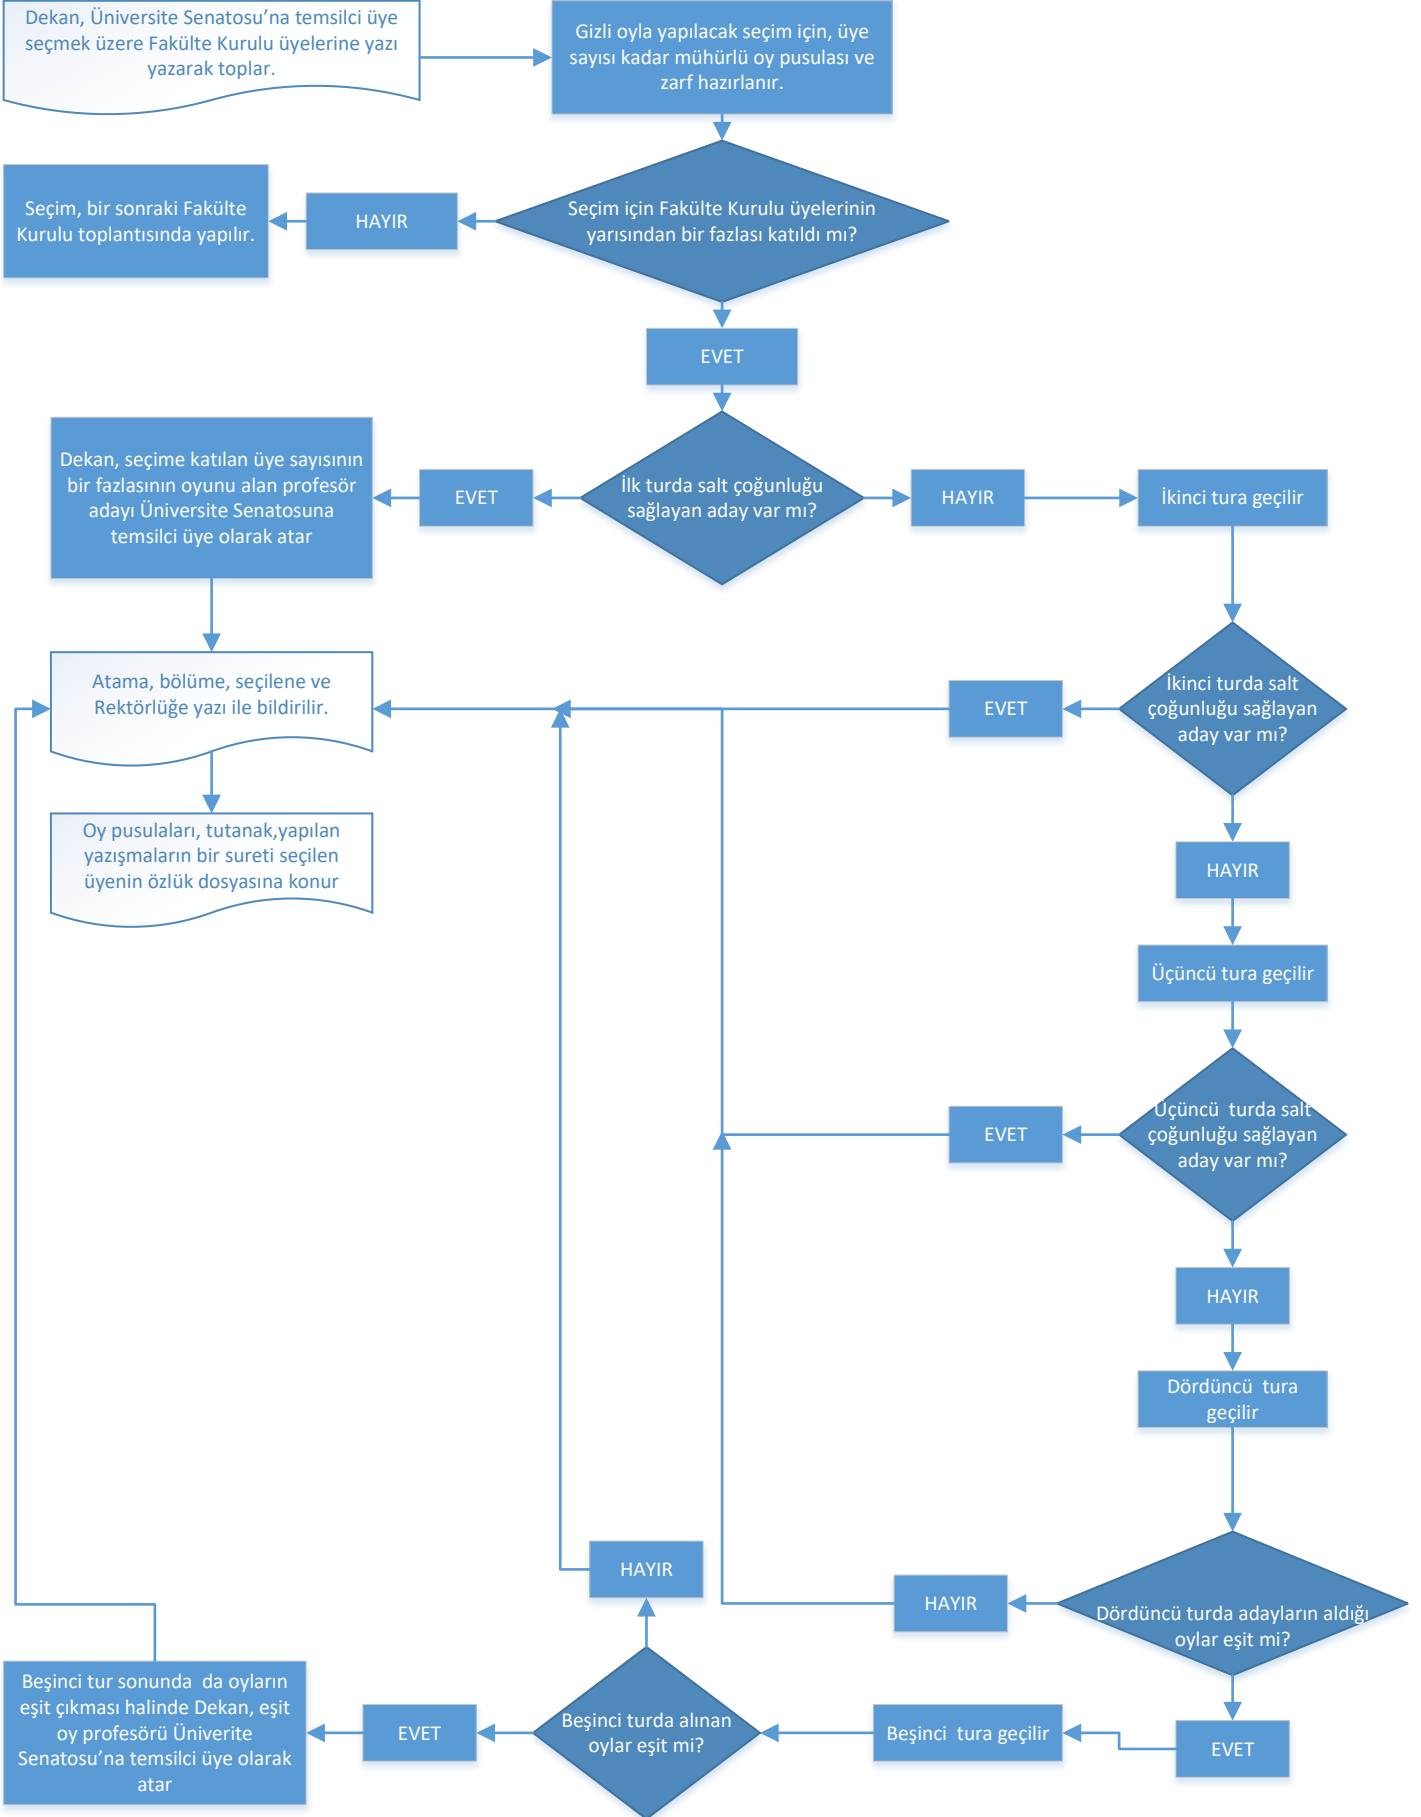 Dekan, Üniversite Senatosu’na temsilci üye
seçmek üzere Fakülte Kurulu üyelerine yazı
yazarak toplar.
Gizli oyla yapılacak seçim için, üye
sayısı kadar mühürlü oy pusulası ve
zarf hazırlanır.
Seçim, bir sonraki Fakülte
Kurulu toplantısında yapılır.
HAYIR
Seçim için Fakülte Kurulu üyelerinin
yarısından bir fazlası katıldı mı?
EVET
Dekan, seçime katılan üye sayısının
bir fazlasının oyunu alan profesör
adayı Üniversite Senatosuna
temsilci üye olarak atar
EVET
İlk turda salt çoğunluğu
sağlayan aday var mı?
HAYIR
İkinci tura geçilir
Atama, bölüme, seçilene ve
Rektörlüğe yazı ile bildirilir.
EVET
İkinci turda salt
çoğunluğu sağlayan
aday var mı?
Oy pusulaları, tutanak,yapılan
yazışmaların bir sureti seçilen
üyenin özlük dosyasına konur
HAYIR
Üçüncü tura geçilir
EVET
Üçüncü  turda salt
çoğunluğu sağlayan
aday var mı?
HAYIR
Dördüncü  tura
geçilir
HAYIR
HAYIR
Dördüncü turda adayların aldığı
oylar eşit mi?
Beşinci tur sonunda  da oyların
eşit çıkması halinde Dekan, eşit
oy profesörü Üniverite
Senatosu’na temsilci üye olarak
atar
EVET
Beşinci turda alınan
oylar eşit mi?
Beşinci  tura geçilir
EVET